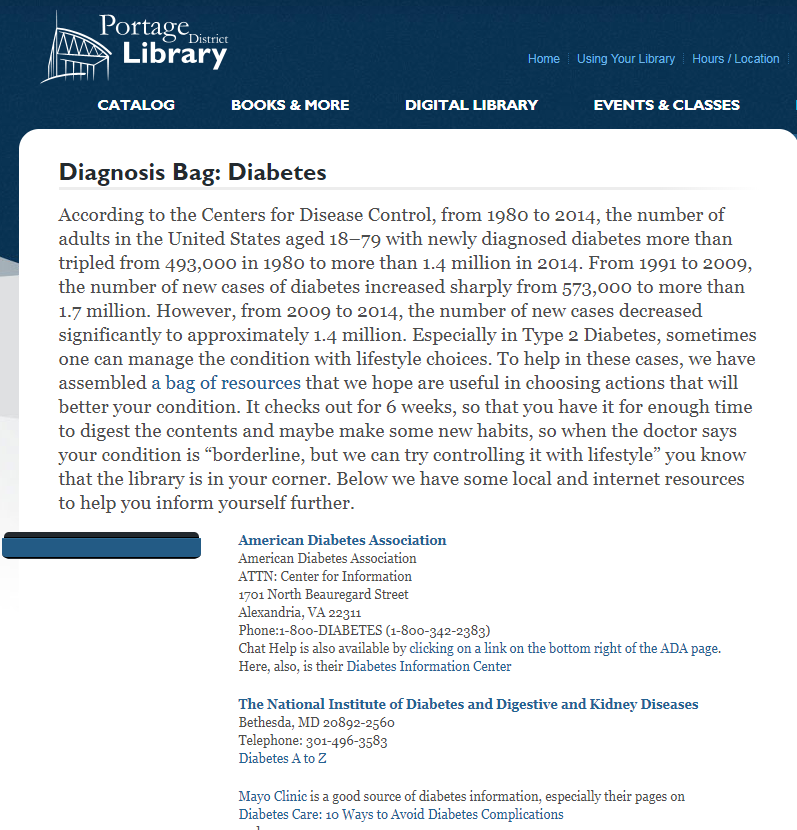 Portage
District
Library
Home
Using Your Library
Hours / Location
CATALOG
BOOKS & MORE
DIGITAL LIBRARY
EVENTS & CLASSES
Diagnosis Bag: Diabetes
According to the Centers for Disease Control, from 1980 to 2014, the number of
adults in the United States aged 18–79 with newly diagnosed diabetes more than
tripled from 493,000 in 1980 to more than 1.4 million in 2014. From 1991 to 2009,
the number of new cases of diabetes increased sharply from 573,000 to more than
1.7 million. However, from 2009 to 2014, the number of new cases decreased
significantly to approximately 1.4 million. Especially in Type 2 Diabetes, sometimes
one can manage the condition with lifestyle choices. To help in these cases, we have
assembled a bag of resources that we hope are useful in choosing actions that will
better your condition. It checks out for 6 weeks, so that you have it for enough time
to digest the contents and maybe make some new habits, so when the doctor says
your condition is “borderline, but we can try controlling it with lifestyle” you know
that the library is in your corner. Below we have some local and internet resources
to help you inform yourself further.
American Diabetes Association
American Diabetes Association
ATTN: Center for Information
1701 North Beauregard Street
Alexandria, VA 22311
Phone:1-800-DIABETES (1-800-342-2383)
Chat Help is also available by clicking on a link on the bottom right of the ADA page.
Here, also, is their Diabetes Information Center
The National Institute of Diabetes and Digestive and Kidney Diseases
Bethesda, MD 20892-2560
Telephone: 301-496-3583
Diabetes A to Z
Mayo Clinic is a good source of diabetes information, especially their pages on
Diabetes Care: 10 Ways to Avoid Diabetes Complications